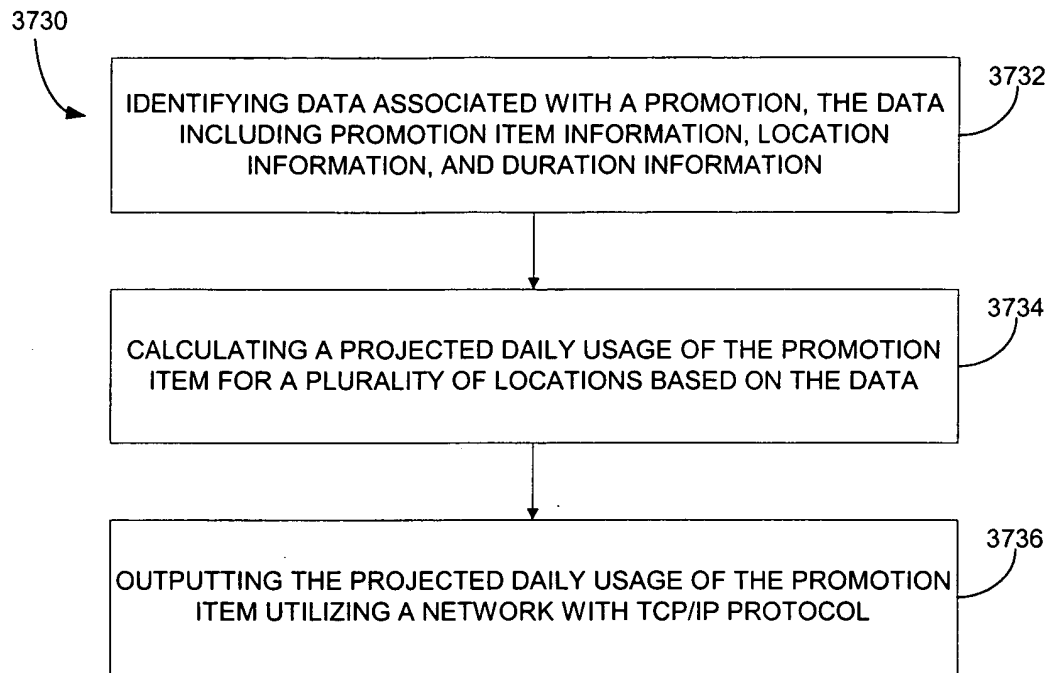 3730
3732
IDENTIFYING DATA ASSOCIATED WITH A PROMOTION, THE DATA
INCLUDING PROMOTION ITEM INFORMATION, LOCATION
INFORMATION, AND DURATION INFORMATION
3734
CALCULATING A PROJECTED DAILY USAGE OF THE PROMOTION
ITEM FOR A PLURALITY OF LOCATIONS BASED ON THE DATA
3736
OUTPUTTING THE PROJECTED DAILY USAGE OF THE PROMOTION
ITEM UTILIZING A NETWORK WITH TCP/IP PROTOCOL